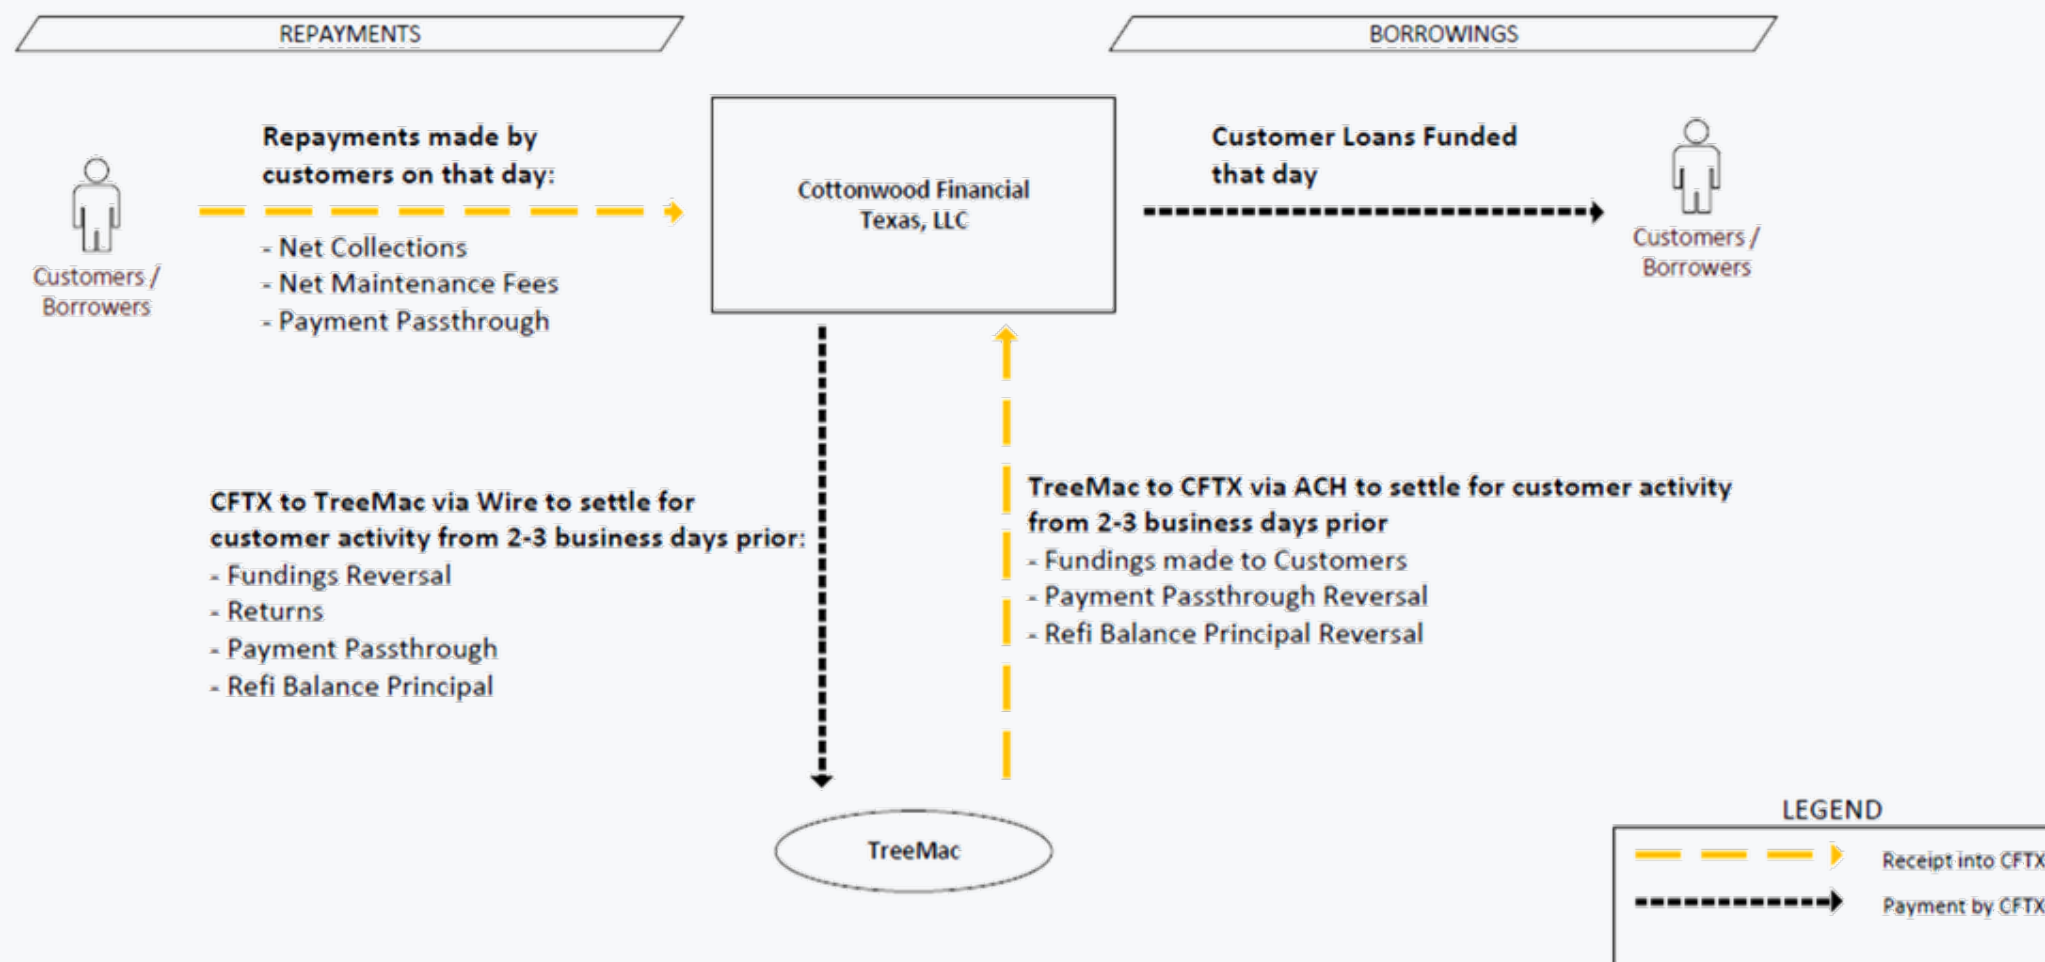 REPAYMENTS
BORROWINGS
Repayments made by
customers on that day:
- Net Collections
- Net Maintenance Fees
- Payment Passthrough
Customers /
Borrowers
Cottonwood Financial
Texas, LLC
Customer Loans Funded
that day
Customers /
Borrowers
CFTX to TreeMac via Wire to settle for
customer activity from 2-3 business days prior:
- Fundings Reversal
- Returns
- Payment Passthrough
- Refi Balance Principal
TreeMac to CFTX via ACH to settle for customer activity
from 2-3 business days prior
- Fundings made to Customers
- Payment Passthrough Reversal
- Refi Balance Principal Reversal
TreeMac
LEGEND
Receipt into CFTX
Payment by CFTX